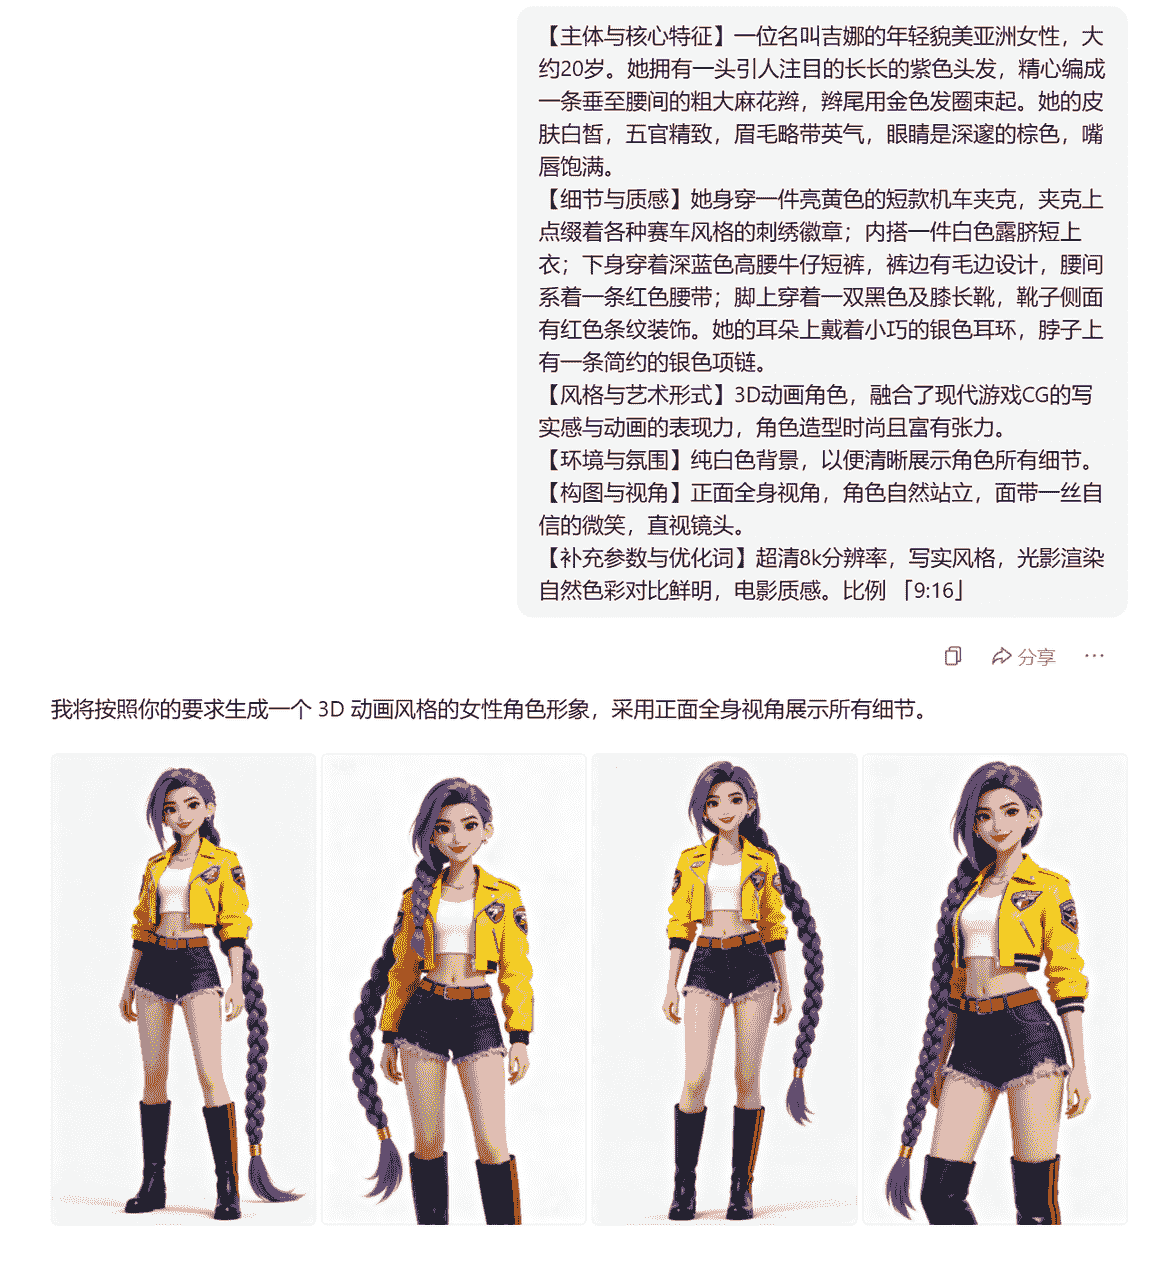 【主体与核心特征】一位名叫吉娜的年轻貌美亚洲女性，大
约20岁。她拥有一头引人注目的长长的紫色头发，精心编成
一条垂至腰间的粗大麻花辫，辫尾用金色发圈束起。她的皮
肤白皙，五官精致，眉毛略带英气，眼睛是深邃的棕色，嘴
唇饱满。
【细节与质感】她身穿一件亮黄色的短款机车夹克，夹克上
点缀着各种赛车风格的刺绣徽章；内搭一件白色露脐短上
衣；下身穿着深蓝色高腰牛仔短裤，裤边有毛边设计，腰间
系着一条红色腰带；脚上穿着一双黑色及膝长靴，靴子侧面
有红色条纹装饰。她的耳朵上戴着小巧的银色耳环，脖子上
有一条简约的银色项链。
【风格与艺术形式】3D动画角色，融合了现代游戏CG的写
实感与动画的表现力，角色造型时尚且富有张力。
【环境与氛围】纯白色背景，以便清晰展示角色所有细节。
【构图与视角】正面全身视角，角色自然站立，面带一丝自
信的微笑，直视镜头。
【补充参数与优化词】超清8k分辨率，写实风格，光影渲染
自然色彩对比鲜明，电影质感。比例 「9:16」
分享
我将按照你的要求生成一个 3D 动画风格的女性角色形象，采用正面全身视角展示所有细节。